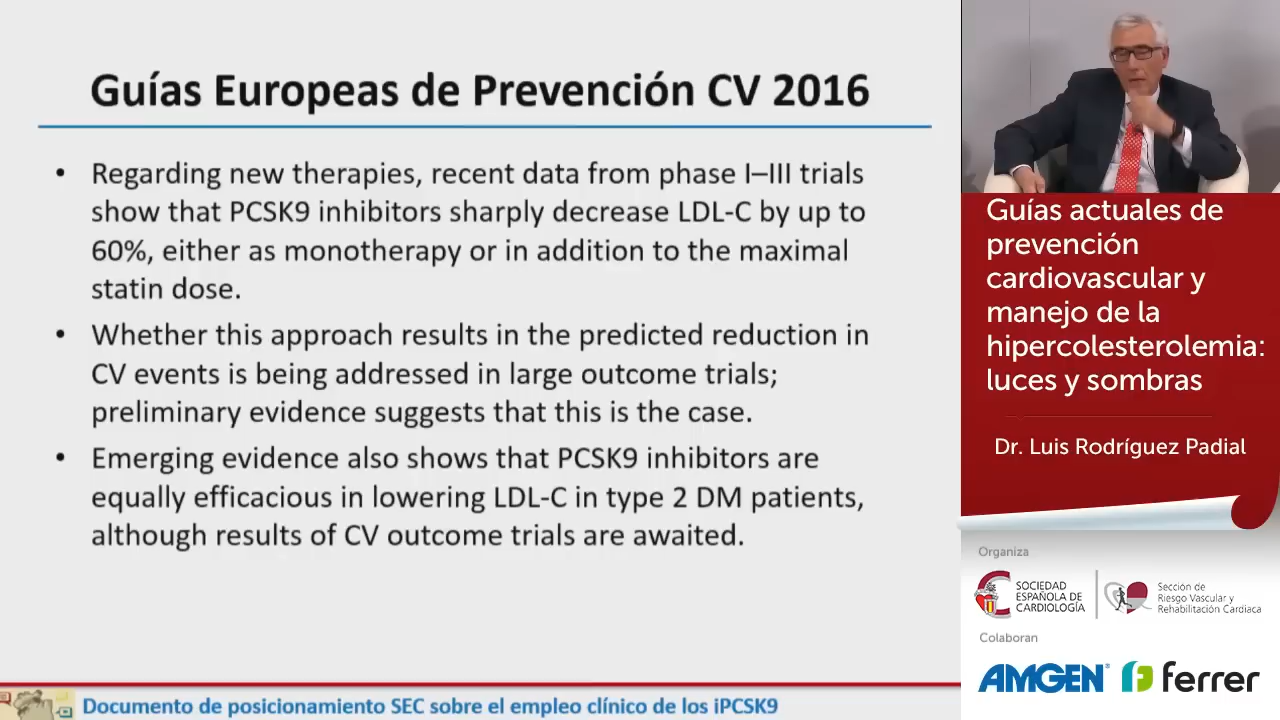 Guías Europeas de Prevención CV 2016
• Regarding new therapies, recent data from phase I–III trials
show that PCSK9 inhibitors sharply decrease LDL-C by up to
60%, either as monotherapy or in addition to the maximal
statin dose.
• Whether this approach results in the predicted reduction in
CV events is being addressed in large outcome trials;
preliminary evidence suggests that this is the case.
• Emerging evidence also shows that PCSK9 inhibitors are
equally efficacious in lowering LDL-C in type 2 DM patients,
although results of CV outcome trials are awaited.
Documento de posicionamiento SEC sobre el empleo clínico de los iPCSK9
Guías actuales de
prevención
cardiovascular y
manejo de la
hipercolesterolemia:
luces y sombras
Dr. Luis Rodríguez Padial
Organiza
SOCIEDAD
ESPAÑOLA DE
CARDIOLOGÍA
Sección de
Riesgo Vascular y
Rehabilitación Cardiaca
Colaboran
AMGEN®
ferrer